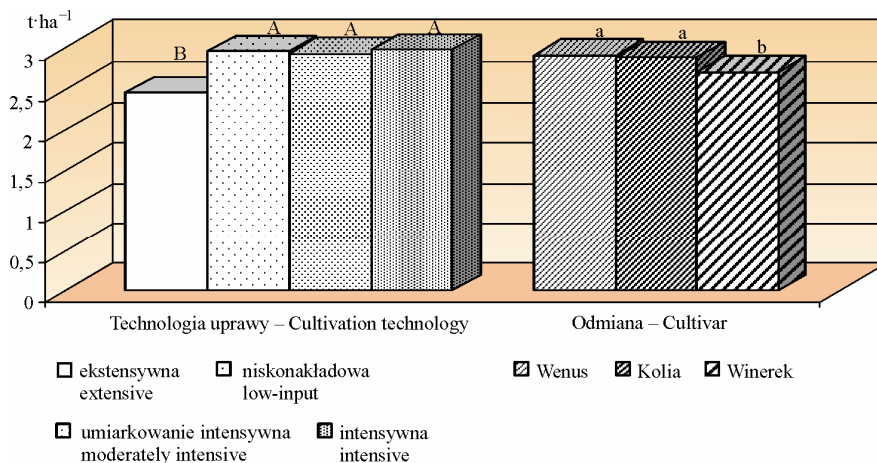 t·ha⁻¹
3
2,5
2
1,5
1
0,5
0
B
A
A
A
a
a
b
Technologia uprawy – Cultivation technology
Odmiana – Cultivar
ekstensywna
extensive
niskonakładowa
low-input
umiarkowanie intensywna
moderately intensive
intensywna
intensive
Wenus
Kolia
Winerek